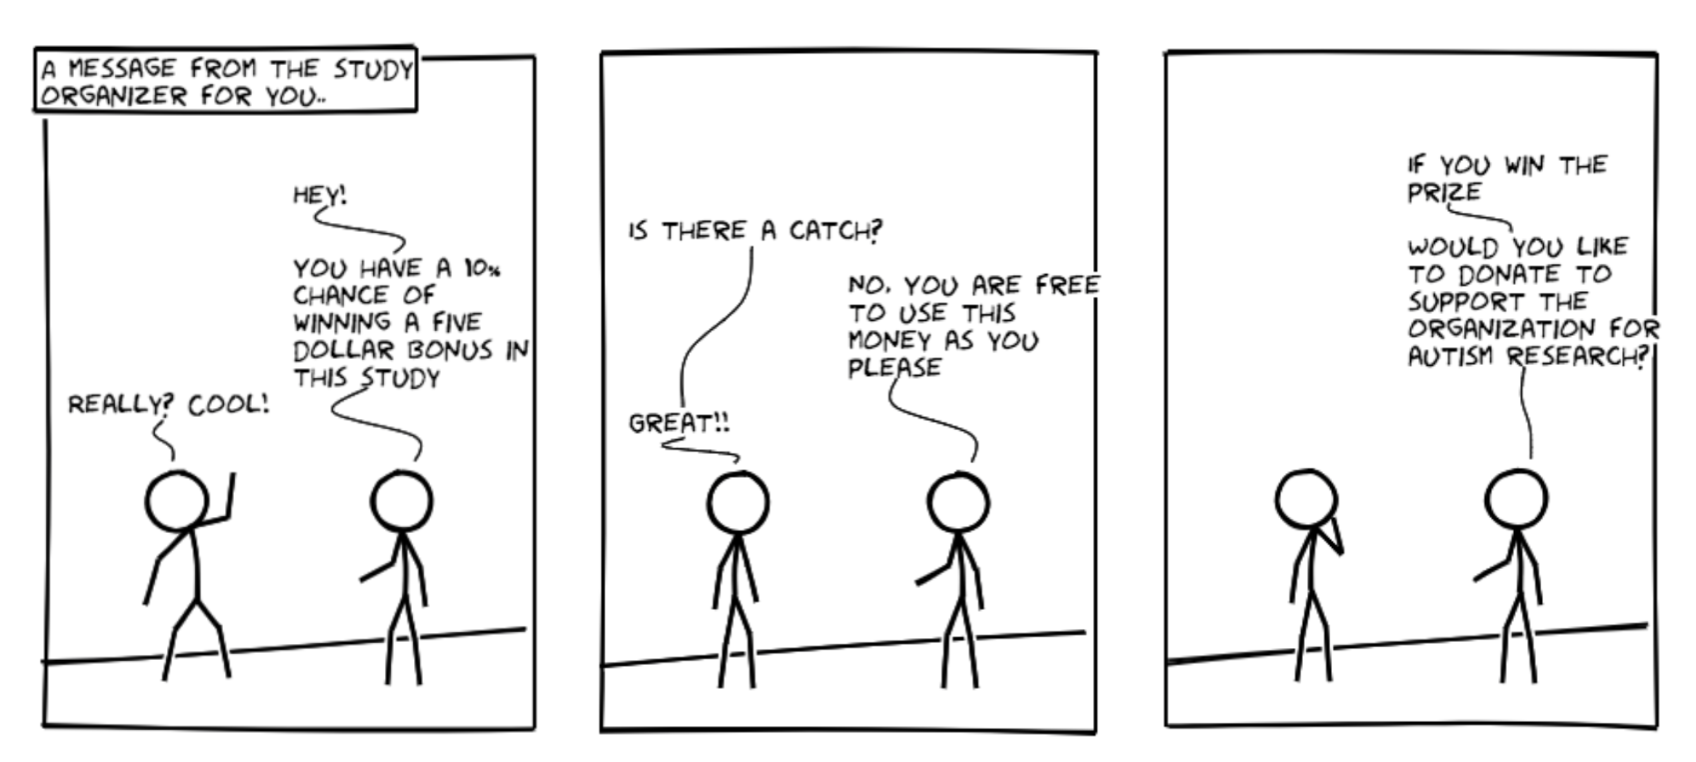 A MESSAGE FROM THE STUDY
ORGANIZER FOR YOU..
HEY!
YOU HAVE A 10%
CHANCE OF
WINNING A FIVE
DOLLAR BONUS IN
THIS STUDY
REALLY? COOL!
IS THERE A CATCH?
NO, YOU ARE FREE
TO USE THIS
MONEY AS YOU
PLEASE
GREAT!!
IF YOU WIN THE
PRIZE
WOULD YOU LIKE
TO DONATE TO
SUPPORT THE
ORGANIZATION FOR
AUTISM RESEARCH?